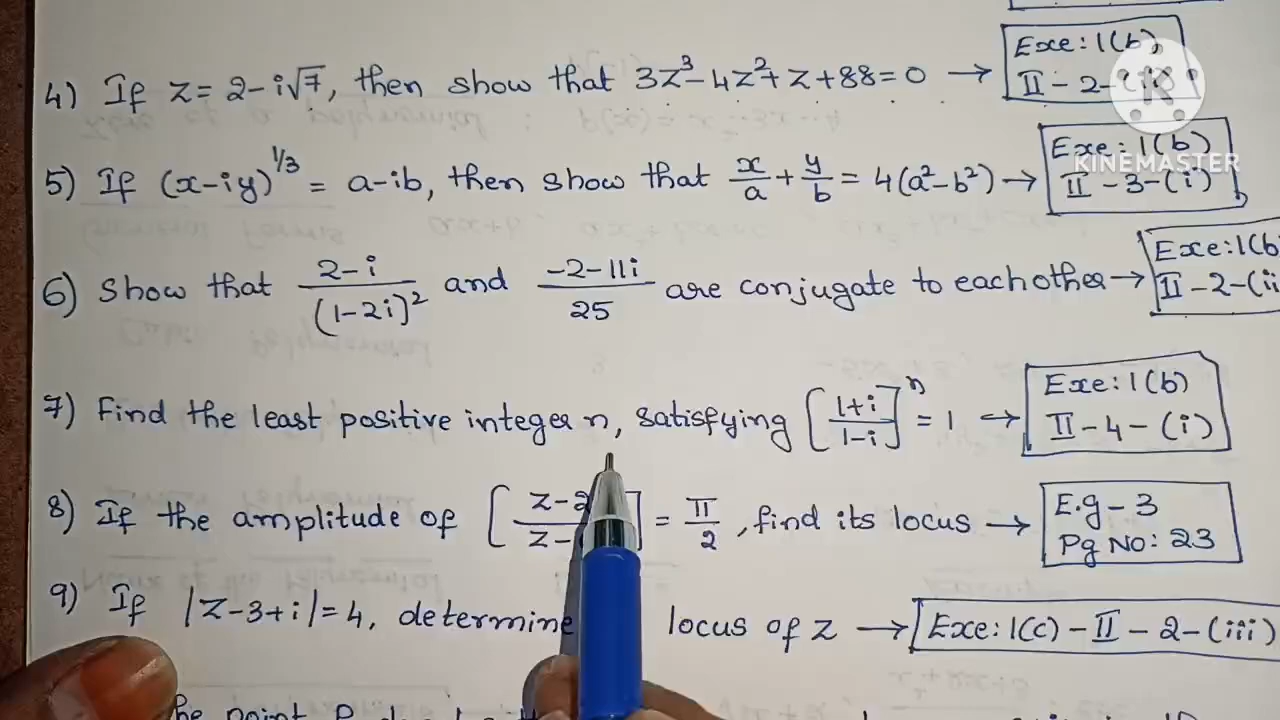 4) If z = 2-i√7, then show that 3z³-4z²+z+88=0 → Exe: 1(b)
II-2-
5) If (x-iy)^1/3 = a-ib, then show that x/a + y/b = 4(a²-b²) → Exe: 1(b)
II-3-(i)
KINEMASTER
6) Show that 2-i/(1-2i)² and -2-11i/25 are conjugate to each other → Exe: 1(b
II-2-(ii
7) Find the least positive integer n, satisfying [1+i/1-i]^n = 1 → Exe: 1(b)
II-4-(i)
8) If the amplitude of [z-2/z- ] = π/2, find its locus → E.g-3
Pg No: 23
9) If |z-3+i|=4, determine locus of z → Exe: 1(c)-II-2-(iii)
point P